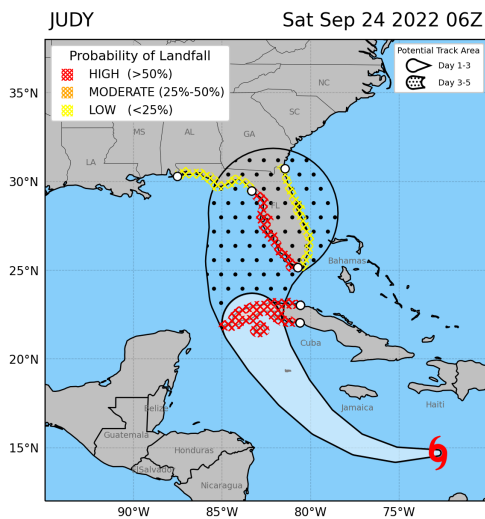 JUDY
Sat Sep 24 2022 06Z
Probability of Landfall
HIGH (>50%)
MODERATE (25%-50%)
LOW (<25%)
Potential Track Area
Day 1-3
Day 3-5
NC
SC
MS
AL
GA
LA
FL
Bahamas
Cuba
Jamaica
Haiti
Belize
Guatemala
Honduras
ElSalvador
Nicaragua
35°N
30°N
25°N
20°N
15°N
90°W
85°W
80°W
75°W